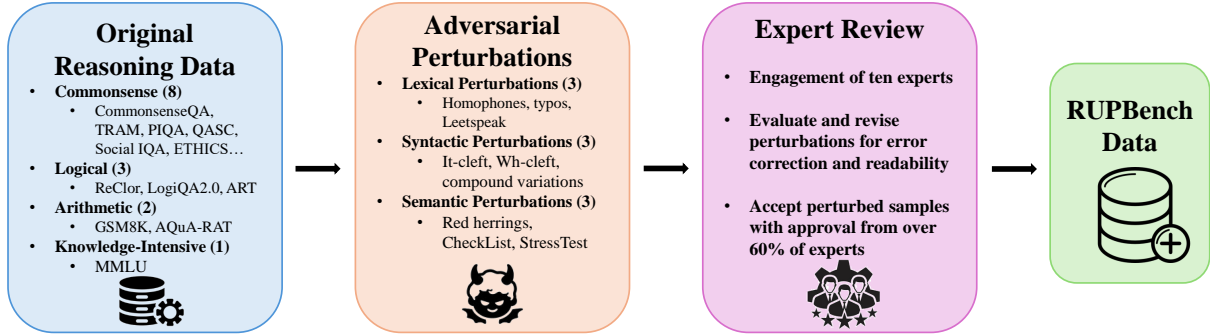 Original
Reasoning Data
• Commonsense (8)
• CommonsenseQA,
TRAM, PIQA, QASC,
Social IQA, ETHICS…
• Logical (3)
• ReClor, LogiQA2.0, ART
• Arithmetic (2)
• GSM8K, AQuA-RAT
• Knowledge-Intensive (1)
• MMLU
Adversarial
Perturbations
• Lexical Perturbations (3)
• Homophones, typos,
Leetspeak
• Syntactic Perturbations (3)
• It-cleft, Wh-cleft,
compound variations
• Semantic Perturbations (3)
• Red herrings,
CheckList, StressTest
Expert Review
• Engagement of ten experts
• Evaluate and revise
perturbations for error
correction and readability
• Accept perturbed samples
with approval from over
60% of experts
RUPBench
Data